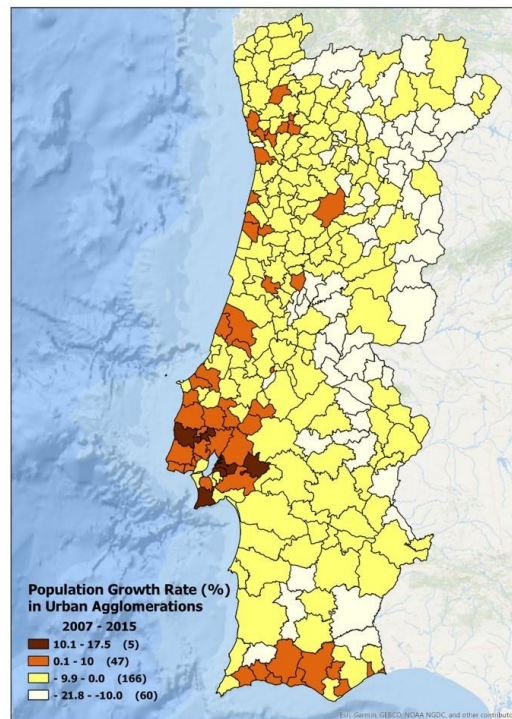 Population Growth Rate (%)
in Urban Agglomerations
2007 - 2015
10.1 - 17.5 (5)
0.1 - 10 (47)
- 9.9 - 0.0 (166)
- 21.8 - -10.0 (60)
Esri, Garmin, GEBCO, NOAA NGDC, and other contributors